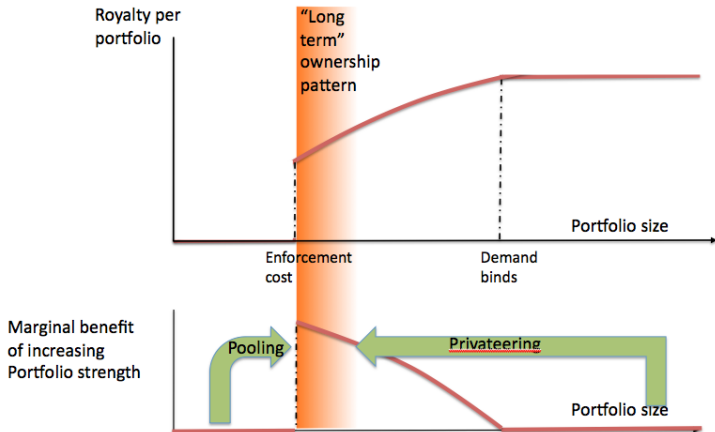 Royalty per
portfolio
“Long
term”
ownership
pattern
Portfolio size
Enforcement
cost
Demand
binds
Marginal benefit
of increasing
Portfolio strength
Pooling
Privateering
Portfolio size